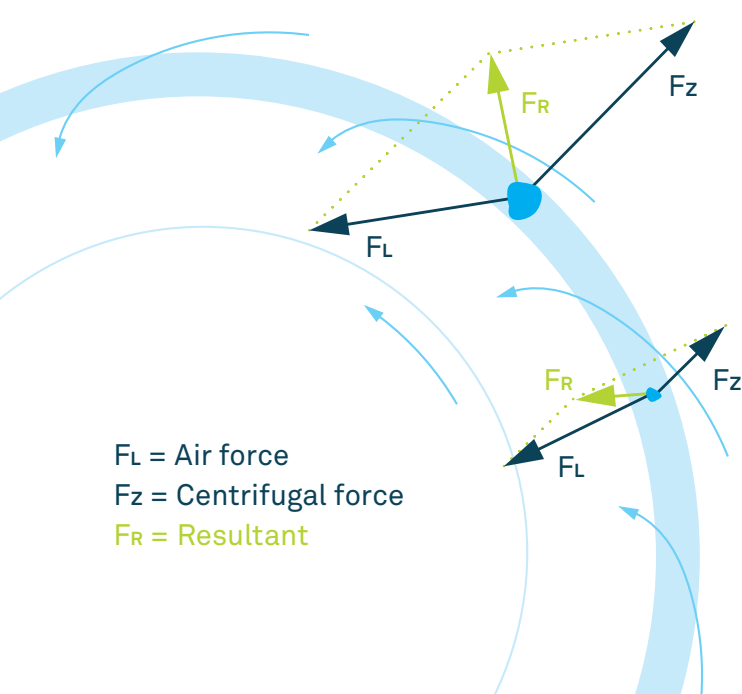 Fz
FR
FL
FR
Fz
FL
FL = Air force
Fz = Centrifugal force
FR = Resultant